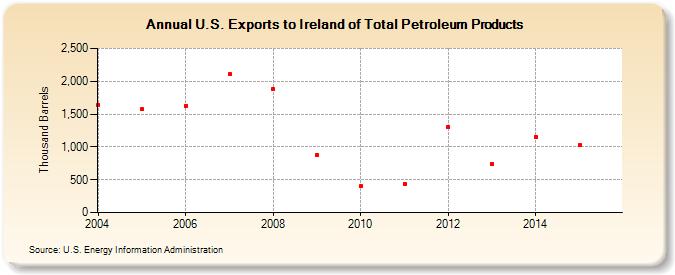 Annual U.S. Exports to Ireland of Total Petroleum Products
Thousand Barrels
2,500
2,000
1,500
1,000
500
0
2004 2006 2008 2010 2012 2014
Source: U.S. Energy Information Administration